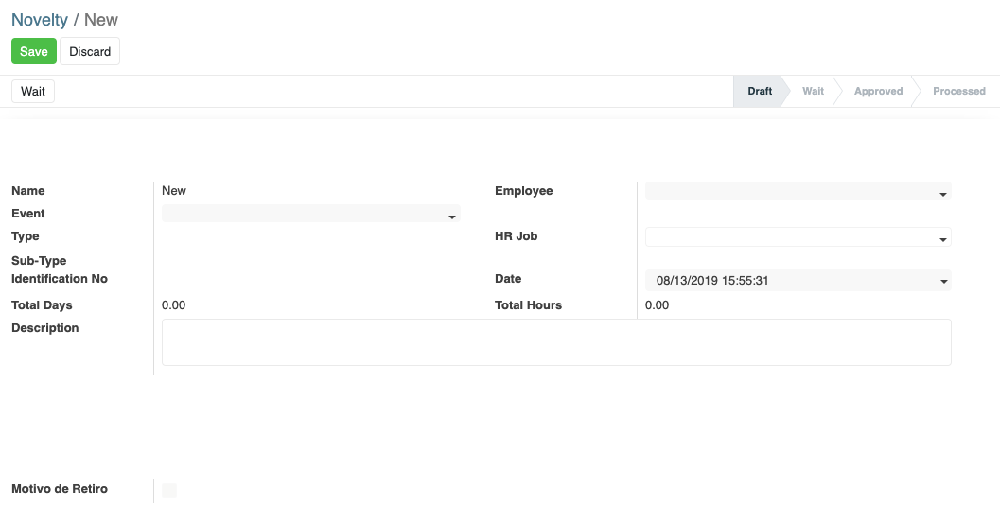 Novelty / New
Save Discard
Wait Draft Wait Approved Processed
Name New Employee
Event
Type HR Job
Sub-Type
Identification No Date 08/13/2019 15:55:31
Total Days 0.00 Total Hours 0.00
Description
Motivo de Retiro